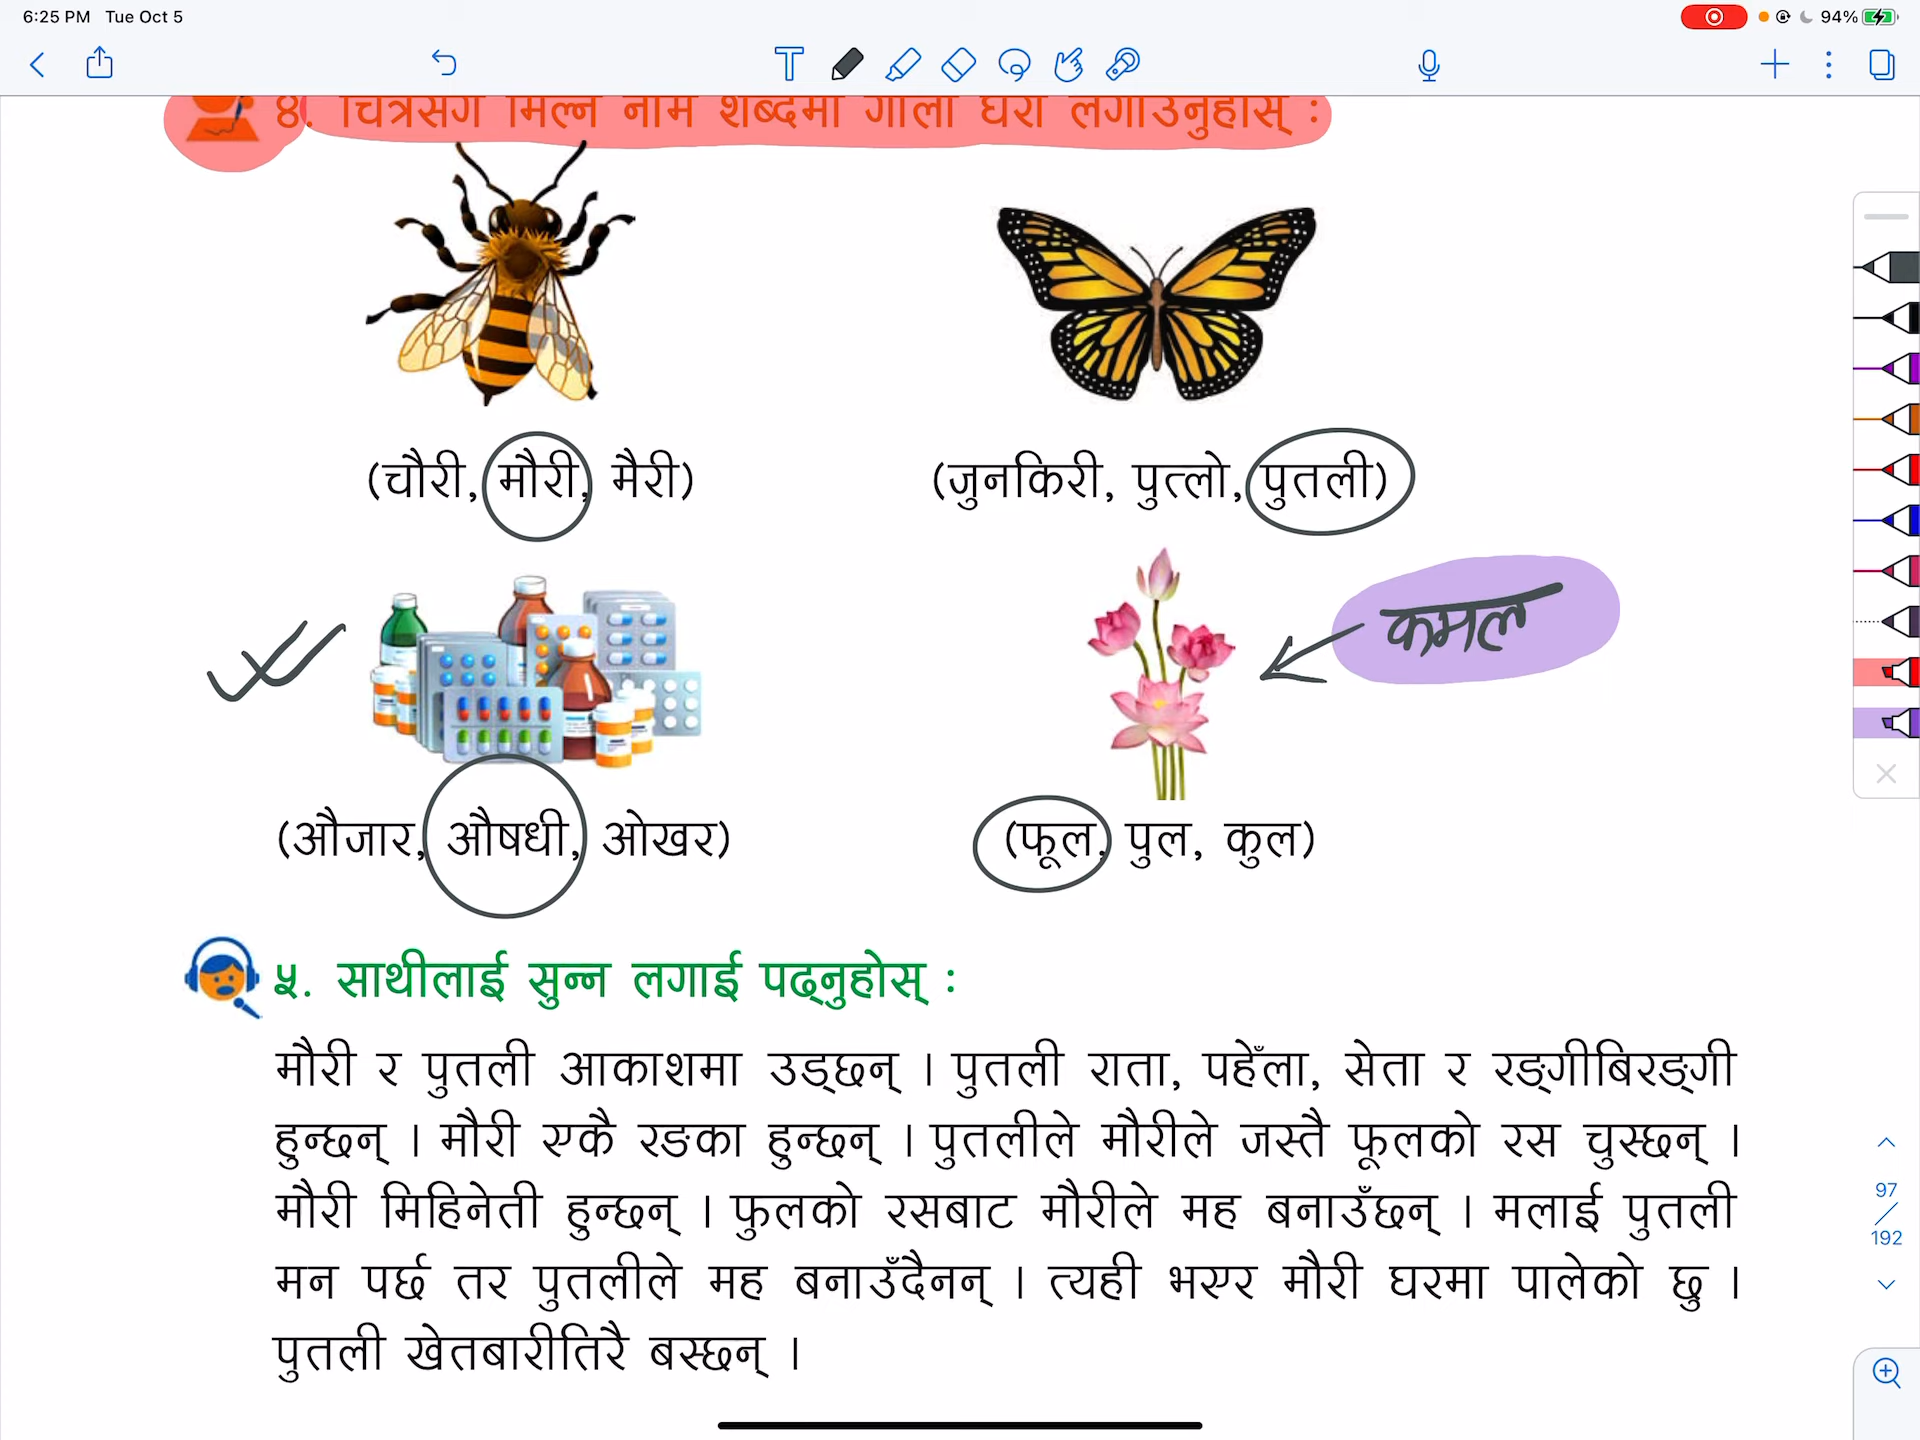 6:25 PM Tue Oct 5
94%
४. चित्रसँग मिल्ने नाम शब्दमा गोलो घेरा लगाउनुहोस् :
(चौरी, मौरी, मैरी)
(जुनकिरी, पुत्लो, पुतली)
कमल
(औजार, औषधी, ओखर)
(फूल, पुल, कुल)
५. साथीलाई सुन्न लगाई पढ्नुहोस् :
मौरी र पुतली आकाशमा उड्छन् । पुतली राता, पहेँला, सेता र रङ्गीबिरङ्गी
हुन्छन् । मौरी एकै रङका हुन्छन् । पुतलीले मौरीले जस्तै फूलको रस चुस्छन् ।
मौरी मिहिनेती हुन्छन् । फुलको रसबाट मौरीले मह बनाउँछन् । मलाई पुतली
मन पर्छ तर पुतलीले मह बनाउँदैनन् । त्यही भएर मौरी घरमा पालेको छु ।
पुतली खेतबारीतिरै बस्छन् ।
97
192